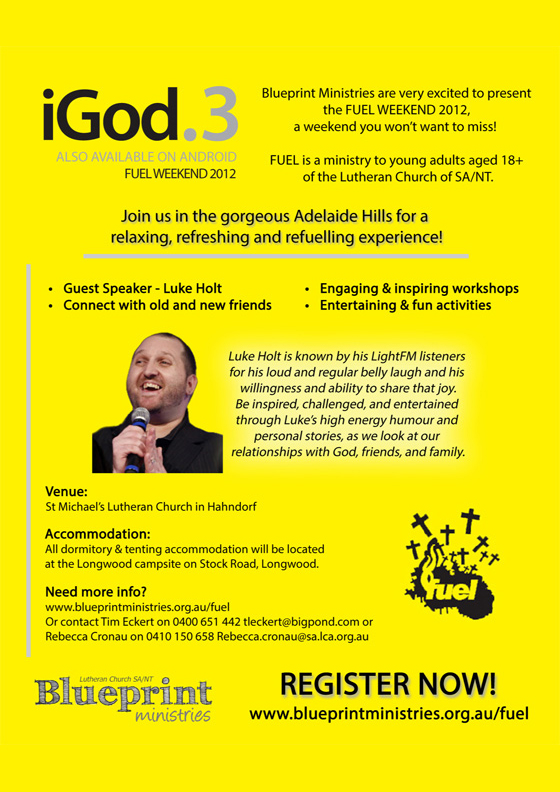 iGod.3
ALSO AVAILABLE ON ANDROID
FUEL WEEKEND 2012
Blueprint Ministries are very excited to present
the FUEL WEEKEND 2012,
a weekend you won't want to miss!
FUEL is a ministry to young adults aged 18+
of the Lutheran Church of SA/NT.
Join us in the gorgeous Adelaide Hills for a
relaxing, refreshing and refuelling experience!
• Guest Speaker - Luke Holt
• Connect with old and new friends
• Engaging & inspiring workshops
• Entertaining & fun activities
Luke Holt is known by his LightFM listeners
for his loud and regular belly laugh and his
willingness and ability to share that joy.
Be inspired, challenged, and entertained
through Luke's high energy humour and
personal stories, as we look at our
relationships with God, friends, and family.
Venue:
St Michael's Lutheran Church in Hahndorf
Accommodation:
All dormitory & tenting accommodation will be located
at the Longwood campsite on Stock Road, Longwood.
Need more info?
www.blueprintministries.org.au/fuel
Or contact Tim Eckert on 0400 651 442 tleckert@bigpond.com or
Rebecca Cronau on 0410 150 658 Rebecca.cronau@sa.lca.org.au
fuel
Lutheran Church SA/NT
Blueprint
ministries
REGISTER NOW!
www.blueprintministries.org.au/fuel